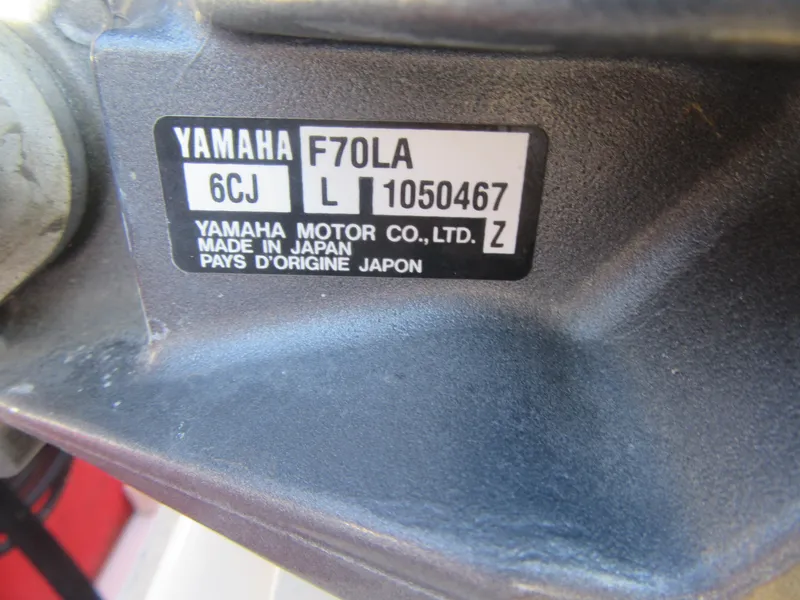 YAMAHA F70LA
6CJ L 1050467
YAMAHA MOTOR CO.,LTD. Z
MADE IN JAPAN
PAYS D'ORIGINE JAPON